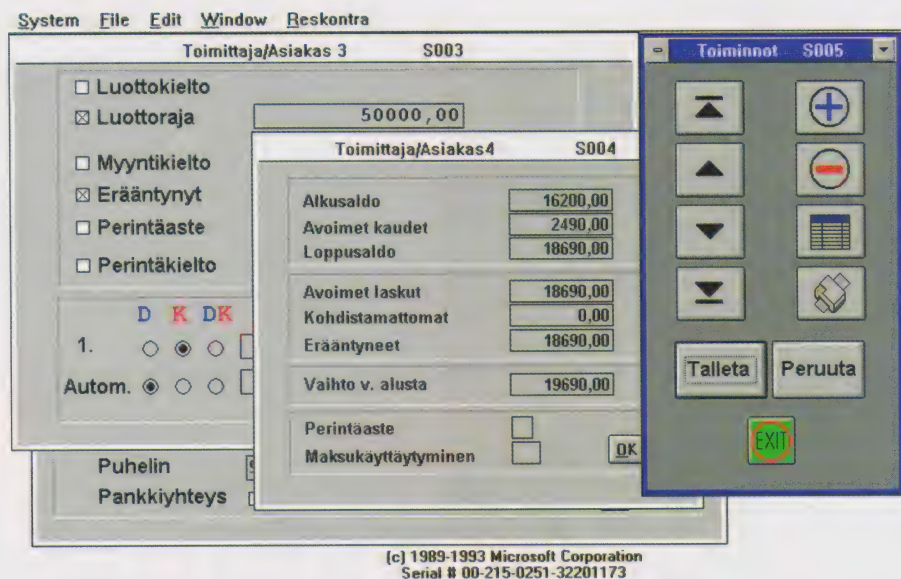 System File Edit Window Reskontra
Toimittaja/Asiakas 3 S003
Luottokielto
Luottoraja 50000,00
Myyntikielto
Erääntynyt
Perintäaste
Perintäkielto
D K DK
1.
Autom.
Toimittaja/Asiakas4 S004
Alkusaldo 16200,00
Avoimet kaudet 2490,00
Loppusaldo 18690,00
Avoimet laskut 18690,00
Kohdistamattomat 0,00
Erääntyneet 18690,00
Vaihto v. alusta 19690,00
Perintäaste
Maksukäyttäytyminen
OK
Toiminnot S005
Talleta Peruuta
EXIT
Puhelin
Pankkiyhteys
(c) 1989-1993 Microsoft Corporation
Serial # 00-215-0251-32201173